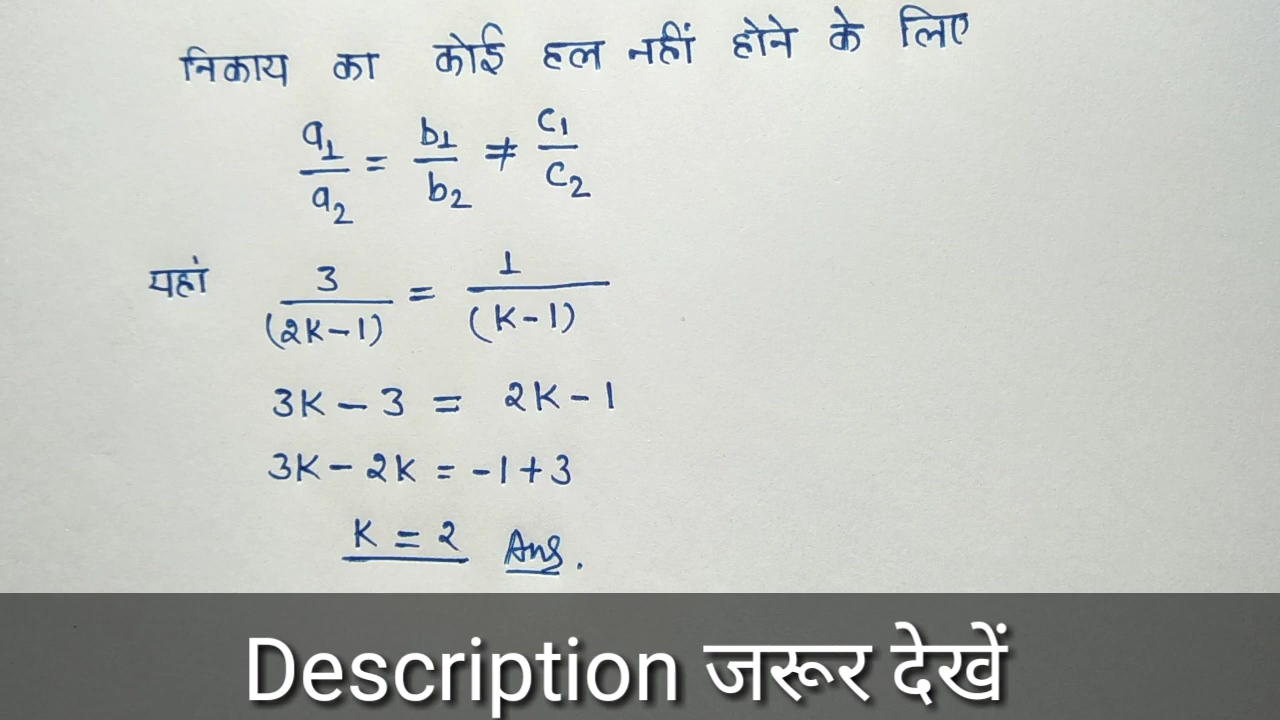 निकाय का कोई हल नहीं होने के लिए
a₁/a₂ = b₁/b₂ ≠ c₁/c₂
यहां 3/(2K-1) = 1/(K-1)
3K - 3 = 2K - 1
3K - 2K = -1 + 3
K = 2 Ans.
Description जरूर देखें